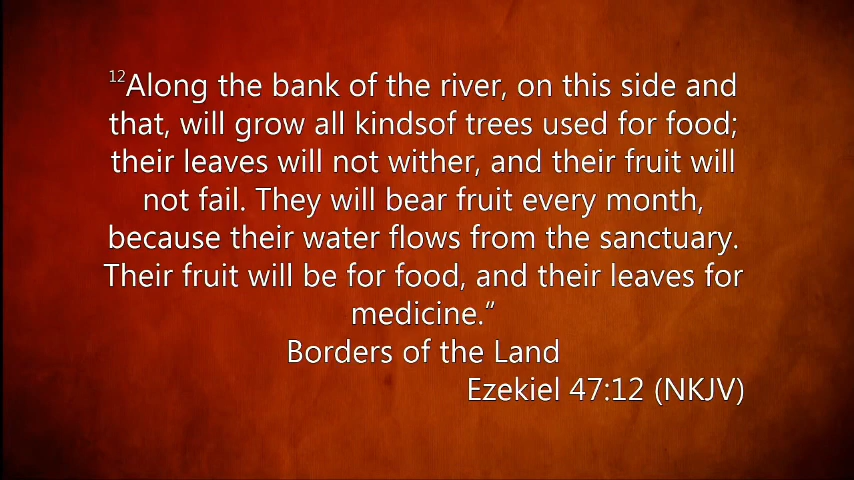 12Along the bank of the river, on this side and
that, will grow all kindsof trees used for food;
their leaves will not wither, and their fruit will
not fail. They will bear fruit every month,
because their water flows from the sanctuary.
Their fruit will be for food, and their leaves for
medicine.”
Borders of the Land
Ezekiel 47:12 (NKJV)